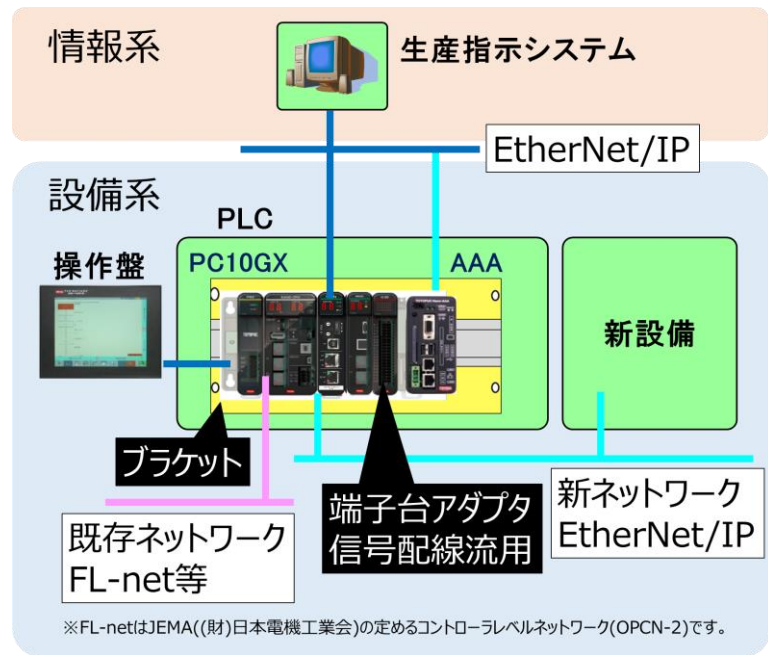 情報系
生産指示システム
EtherNet/IP
設備系
PLC
操作盤
PC10GX
AAA
新設備
ブラケット
端子台アダプタ
信号配線流用
新ネットワーク
EtherNet/IP
既存ネットワーク
FL-net等
※FL-netはJEMA((財)日本電機工業会)の定めるコントローラレベルネットワーク(OPCN-2)です。